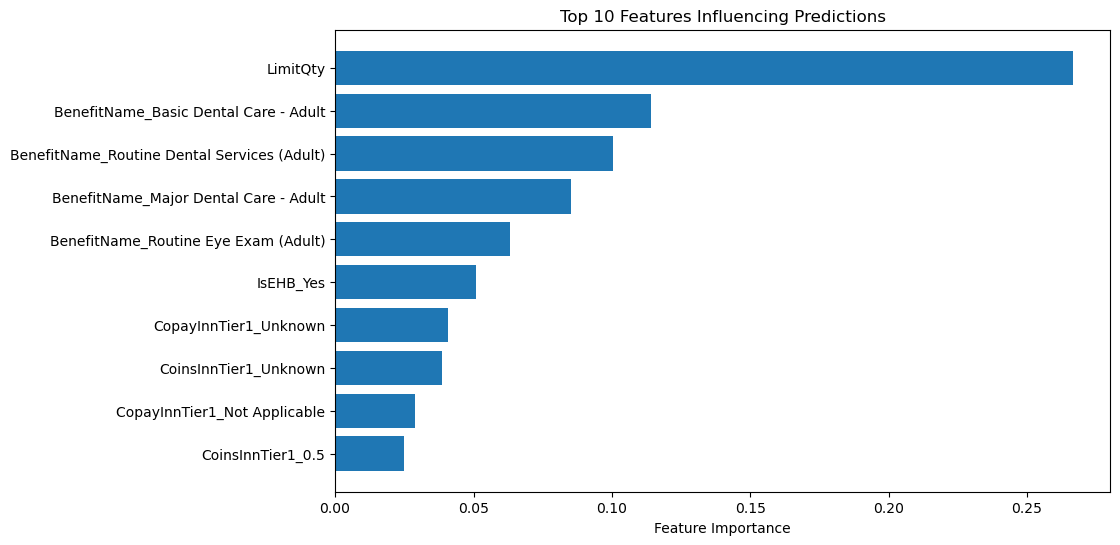 Top 10 Features Influencing Predictions
LimitQty
BenefitName_Basic Dental Care - Adult
BenefitName_Routine Dental Services (Adult)
BenefitName_Major Dental Care - Adult
BenefitName_Routine Eye Exam (Adult)
IsEHB_Yes
CopayInnTier1_Unknown
CoinsInnTier1_Unknown
CopayInnTier1_Not Applicable
CoinsInnTier1_0.5
0.00 0.05 0.10 0.15 0.20 0.25
Feature Importance